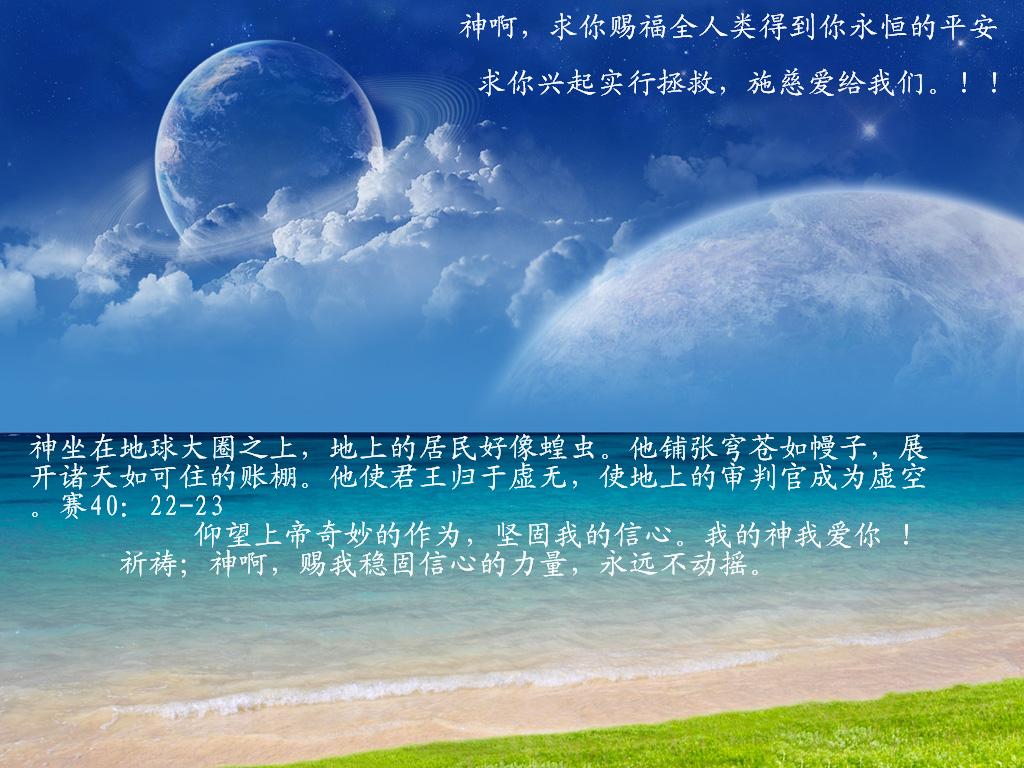 神啊，求你赐福全人类得到你永恒的平安
求你兴起实行拯救，施慈爱给我们。！！
神坐在地球大圈之上，地上的居民好像蝗虫。他铺张穹苍如幔子，展
开诸天如可住的账棚。他使君王归于虚无，使地上的审判官成为虚空
。赛40：22-23
仰望上帝奇妙的作为，坚固我的信心。我的神我爱你 ！
祈祷；神啊，赐我稳固信心的力量，永远不动摇。